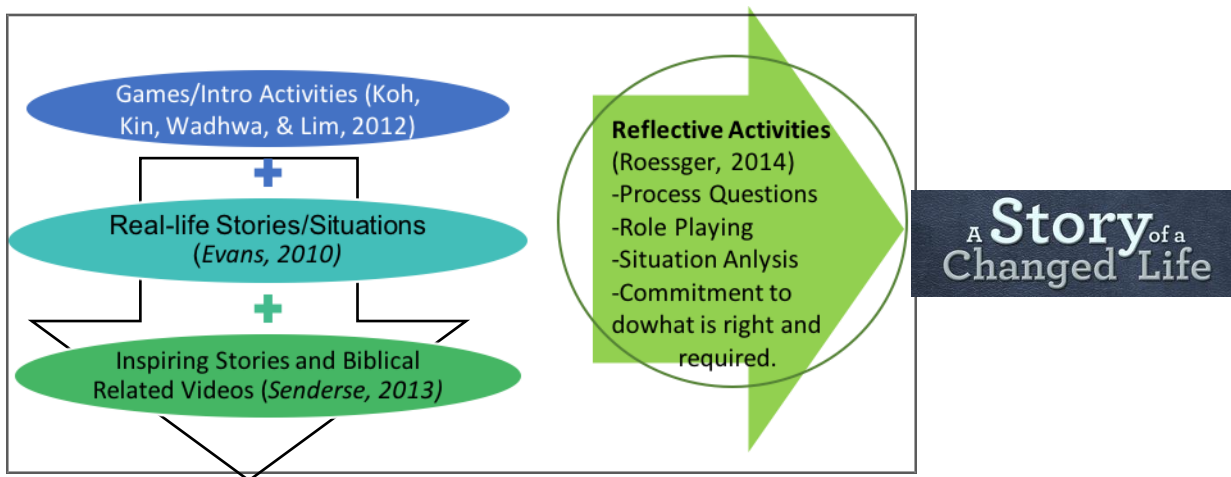 Games/Intro Activities (Koh,
Kin, Wadhwa, & Lim, 2012)
Real-life Stories/Situations
(Evans, 2010)
Inspiring Stories and Biblical
Related Videos (Senderse, 2013)
Reflective Activities
(Roessger, 2014)
-Process Questions
-Role Playing
-Situation Anlysis
-Commitment to
dowhat is right and
required.
A Story of a
Changed Life